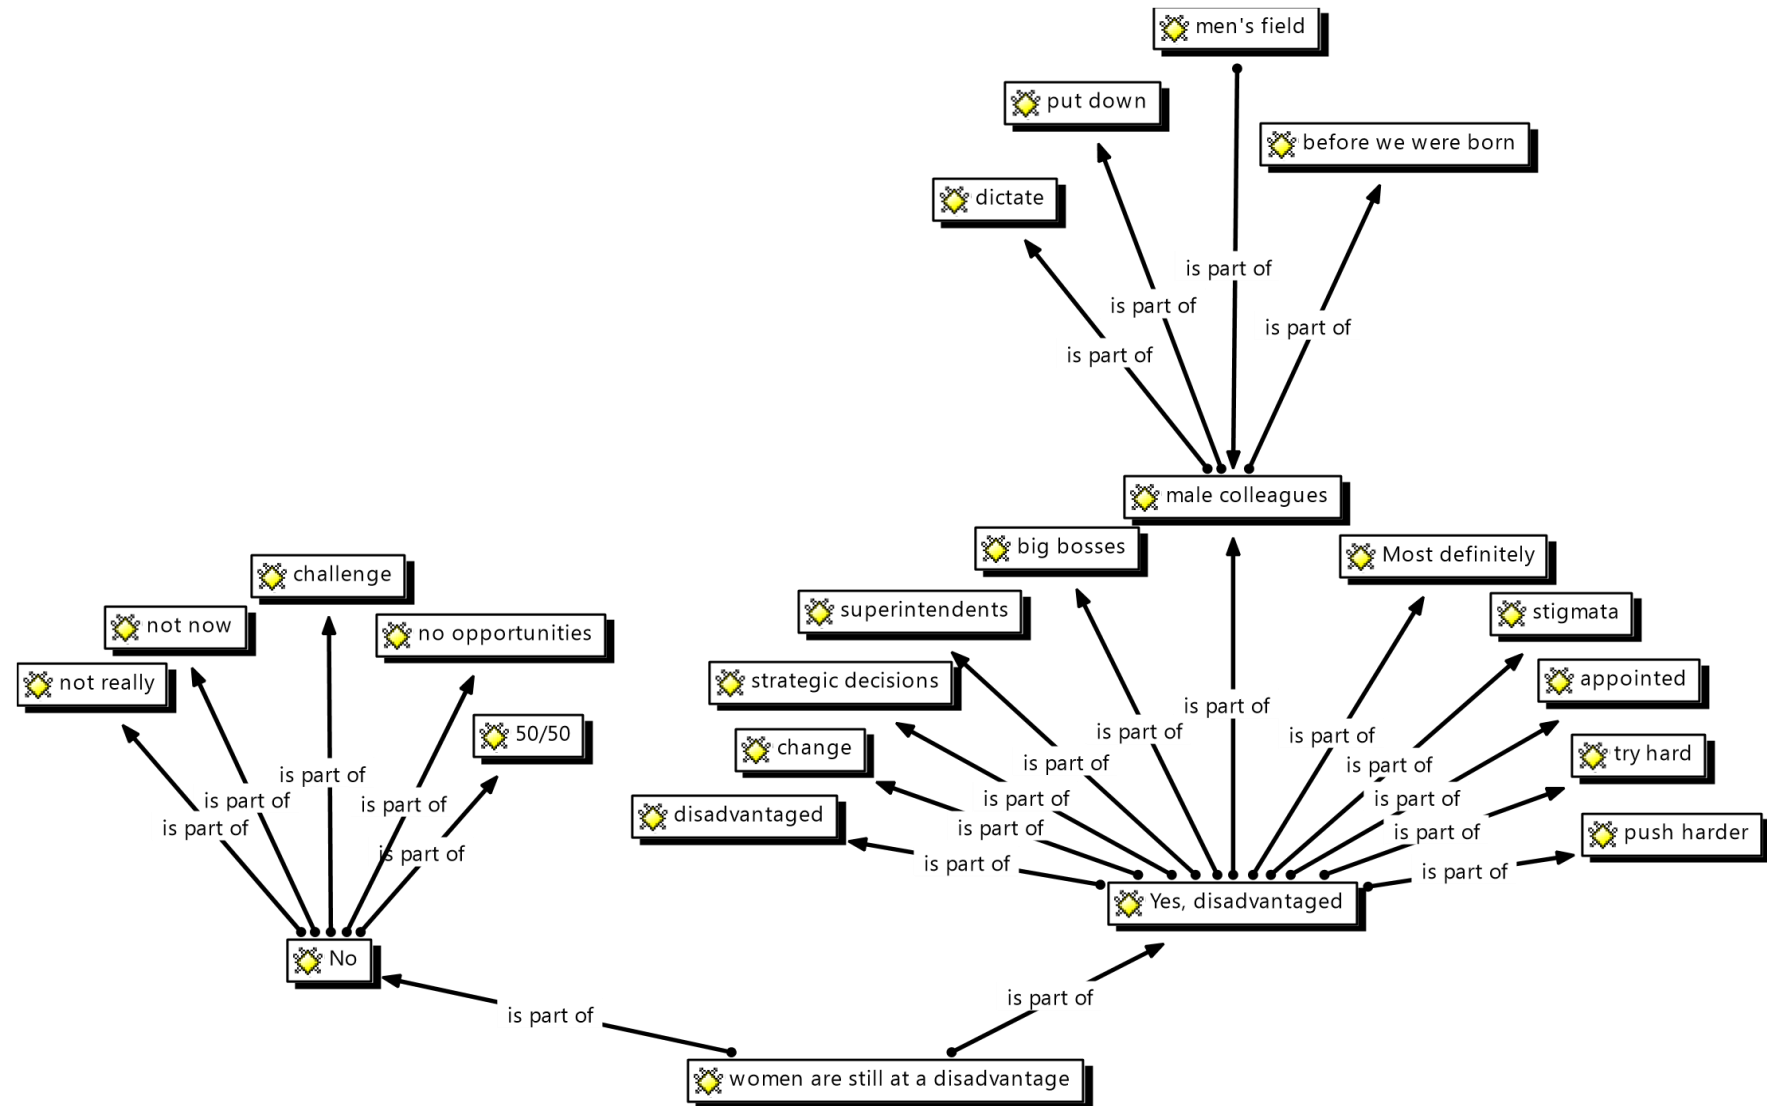 men's field
put down
before we were born
dictate
is part of
is part of
is part of
is part of
male colleagues
big bosses
Most definitely
challenge
superintendents
stigmata
not now
no opportunities
not really
strategic decisions
appointed
is part of
50/50
change
is part of
is part of
try hard
is part of
is part of
is part of
is part of
is part of
is part of
is part of
is part of
disadvantaged
is part of
is part of
is part of
push harder
is part of
is part of
is part of
Yes, disadvantaged
No
is part of
is part of
women are still at a disadvantage